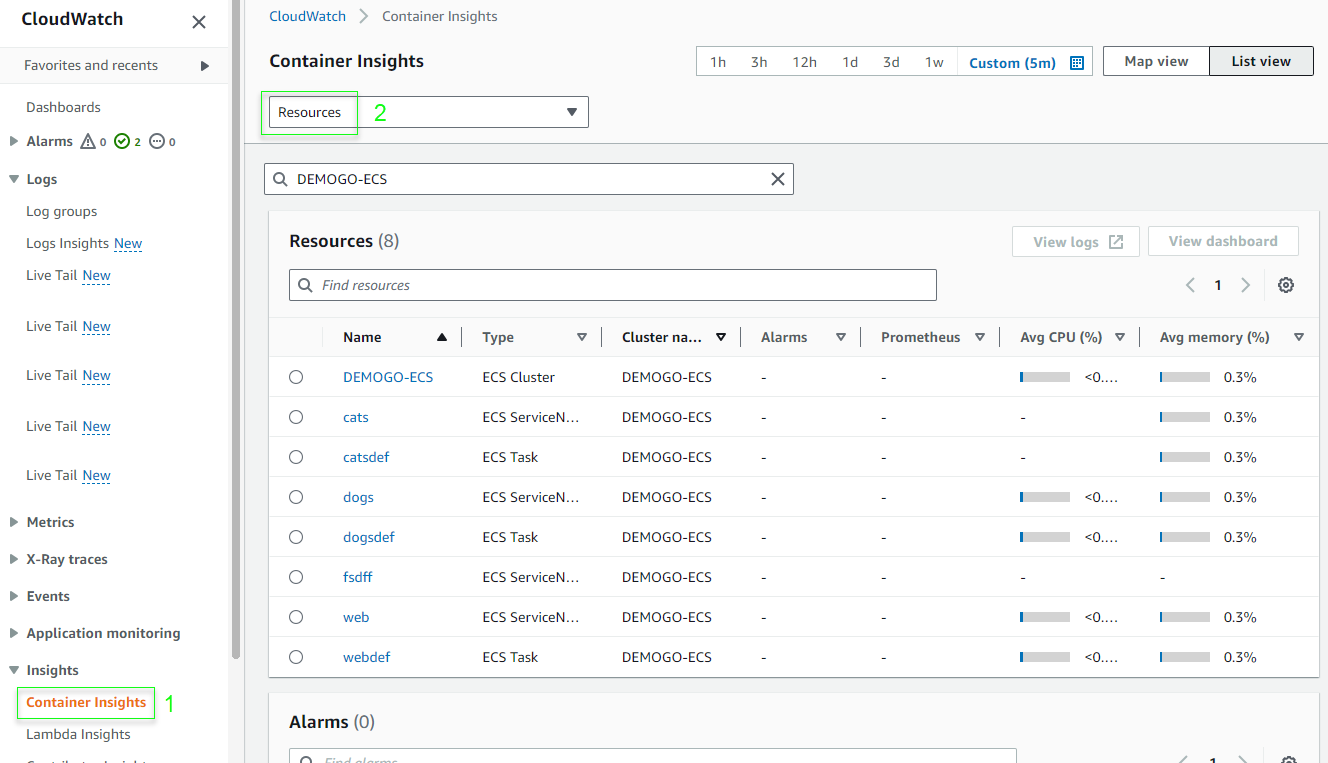 CloudWatch
Favorites and recents
Dashboards
Alarms 0 2 0
Logs
Log groups
Logs Insights New
Live Tail New
Live Tail New
Live Tail New
Live Tail New
Live Tail New
Metrics
X-Ray traces
Events
Application monitoring
Insights
Container Insights 1
Lambda Insights
CloudWatch Container Insights
Container Insights
1h 3h 12h 1d 3d 1w Custom (5m)
Map view List view
Resources 2
DEMOGO-ECS
Resources (8)
View logs View dashboard
Find resources
1
Name Type Cluster na... Alarms Prometheus Avg CPU (%) Avg memory (%)
DEMOGO-ECS ECS Cluster DEMOGO-ECS - - <0.... 0.3%
cats ECS ServiceN... DEMOGO-ECS - - - 0.3%
catsdef ECS Task DEMOGO-ECS - - - 0.3%
dogs ECS ServiceN... DEMOGO-ECS - - <0.... 0.3%
dogsdef ECS Task DEMOGO-ECS - - <0.... 0.3%
fsdff ECS ServiceN... DEMOGO-ECS - - - -
web ECS ServiceN... DEMOGO-ECS - - <0.... 0.3%
webdef ECS Task DEMOGO-ECS - - <0.... 0.3%
Alarms (0)
Find alarms
1